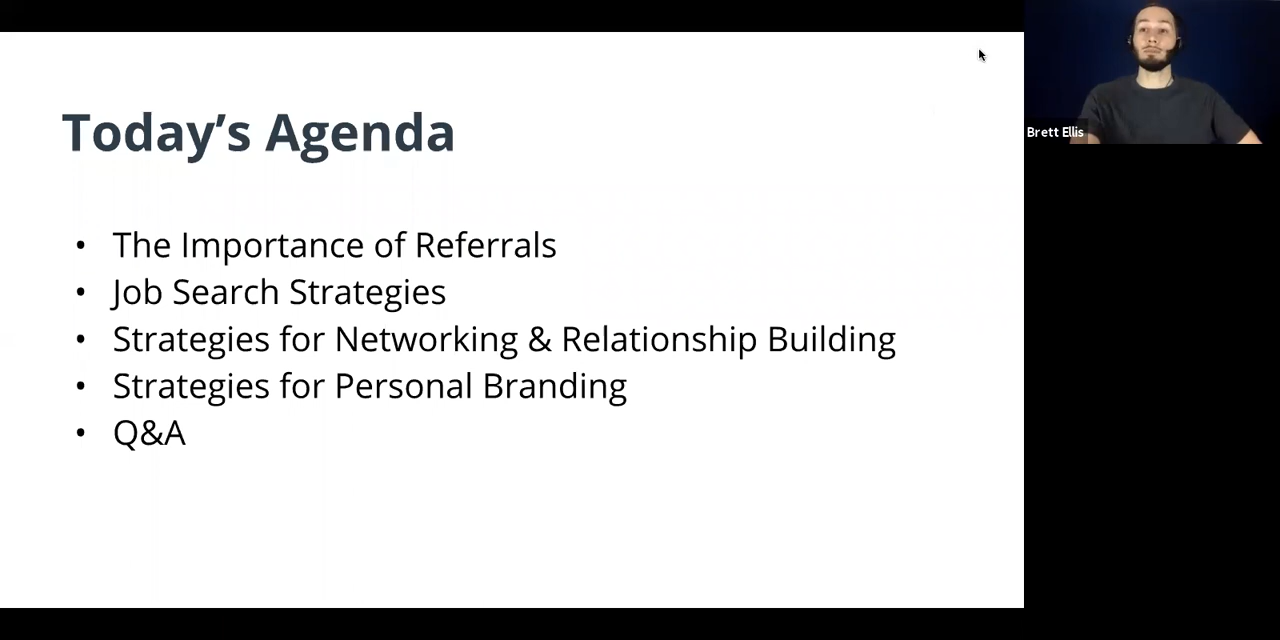 Today’s Agenda
• The Importance of Referrals
• Job Search Strategies
• Strategies for Networking & Relationship Building
• Strategies for Personal Branding
• Q&A
Brett Ellis